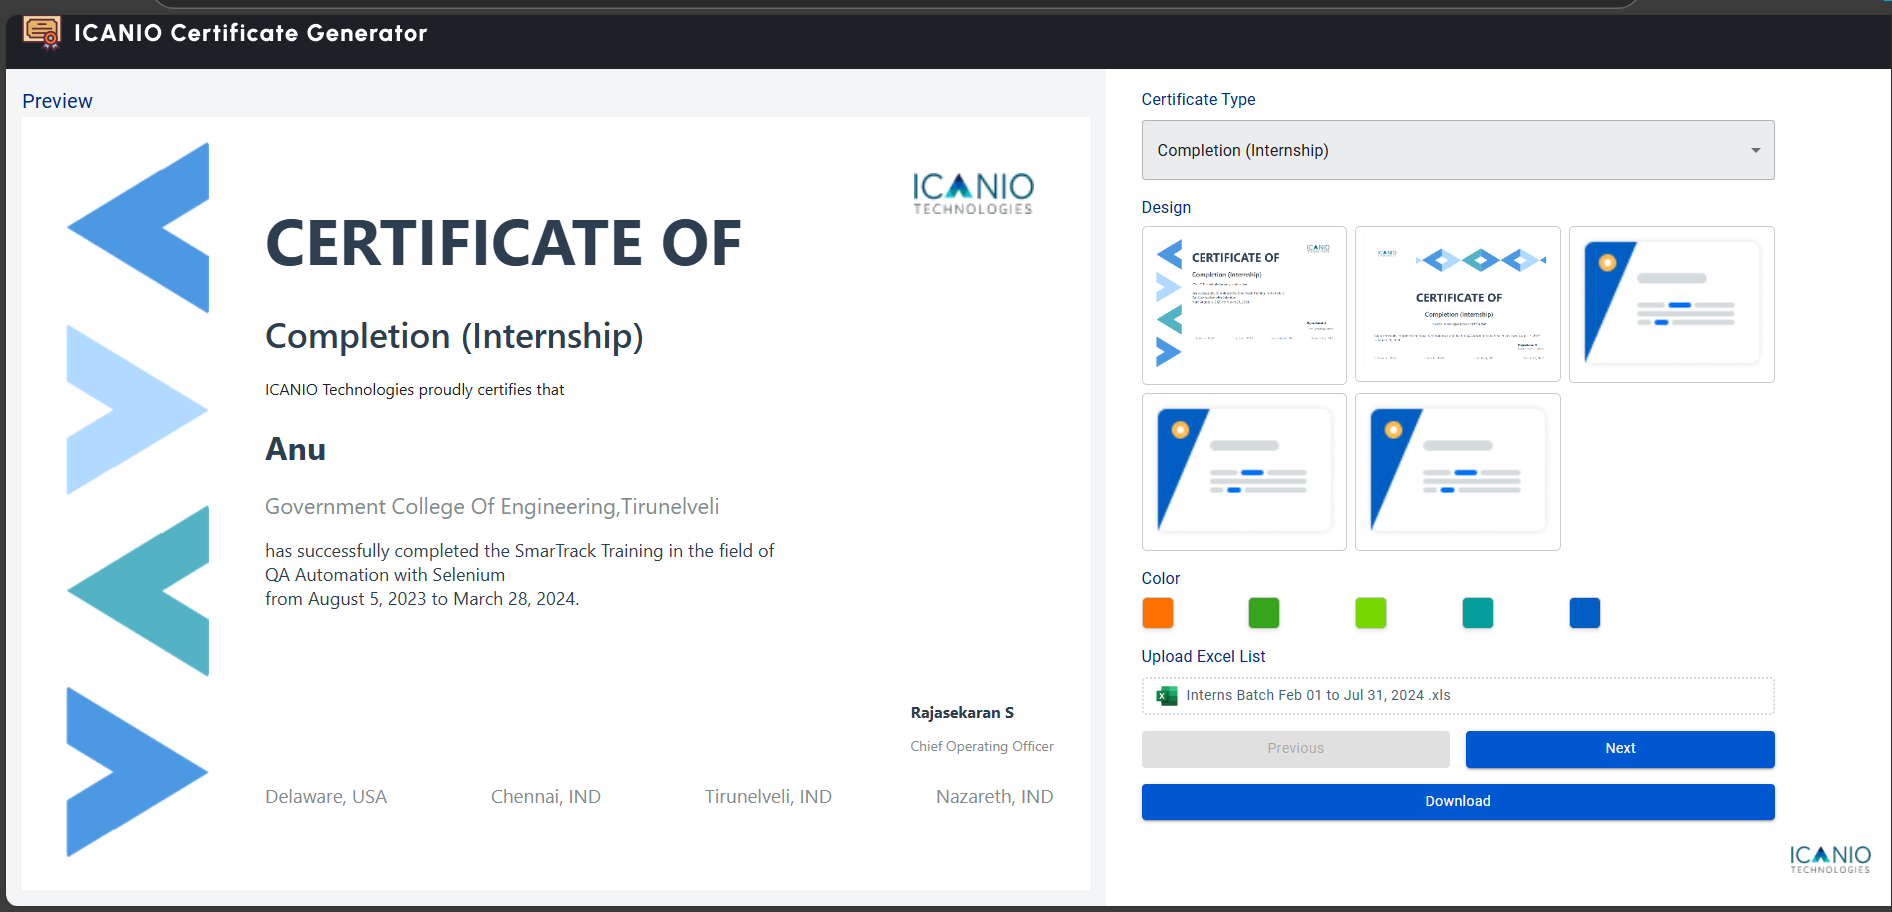 ICANIO Certificate Generator
Preview
ICANIO
TECHNOLOGIES
CERTIFICATE OF
Completion (Internship)
ICANIO Technologies proudly certifies that
Anu
Government College Of Engineering,Tirunelveli
has successfully completed the SmarTrack Training in the field of
QA Automation with Selenium
from August 5, 2023 to March 28, 2024.
Rajasekaran S
Chief Operating Officer
Delaware, USA Chennai, IND Tirunelveli, IND Nazareth, IND
Certificate Type
Completion (Internship)
Design
ICANIO
CERTIFICATE OF
Completion (Internship)
ICANIO
CERTIFICATE OF
Completion (Internship)
Color
Upload Excel List
Interns Batch Feb 01 to Jul 31, 2024 .xls
Previous Next
Download
ICANIO
TECHNOLOGIES